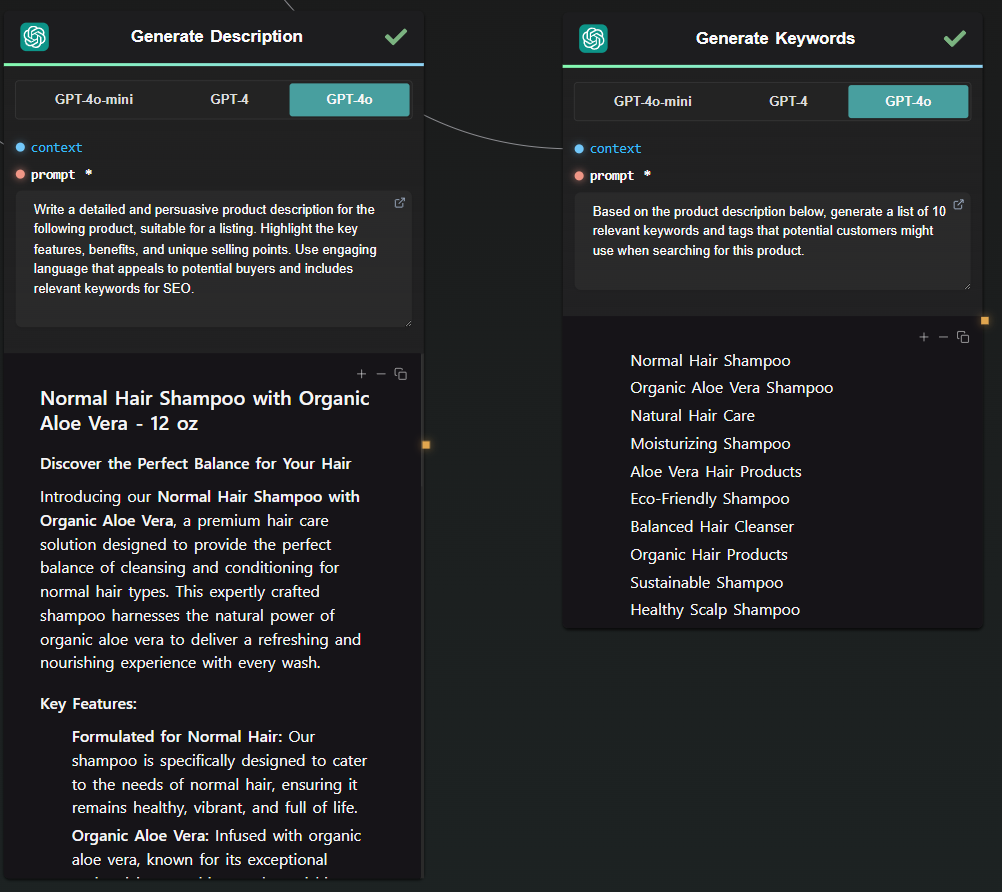 Generate Description
GPT-4o-mini GPT-4 GPT-4o
context
prompt *
Write a detailed and persuasive product description for the
following product, suitable for a listing. Highlight the key
features, benefits, and unique selling points. Use engaging
language that appeals to potential buyers and includes
relevant keywords for SEO.
Normal Hair Shampoo with Organic
Aloe Vera - 12 oz
Discover the Perfect Balance for Your Hair
Introducing our Normal Hair Shampoo with
Organic Aloe Vera, a premium hair care
solution designed to provide the perfect
balance of cleansing and conditioning for
normal hair types. This expertly crafted
shampoo harnesses the natural power of
organic aloe vera to deliver a refreshing and
nourishing experience with every wash.
Key Features:
Formulated for Normal Hair: Our
shampoo is specifically designed to cater
to the needs of normal hair, ensuring it
remains healthy, vibrant, and full of life.
Organic Aloe Vera: Infused with organic
aloe vera, known for its exceptional
Generate Keywords
GPT-4o-mini GPT-4 GPT-4o
context
prompt *
Based on the product description below, generate a list of 10
relevant keywords and tags that potential customers might
use when searching for this product.
Normal Hair Shampoo
Organic Aloe Vera Shampoo
Natural Hair Care
Moisturizing Shampoo
Aloe Vera Hair Products
Eco-Friendly Shampoo
Balanced Hair Cleanser
Organic Hair Products
Sustainable Shampoo
Healthy Scalp Shampoo